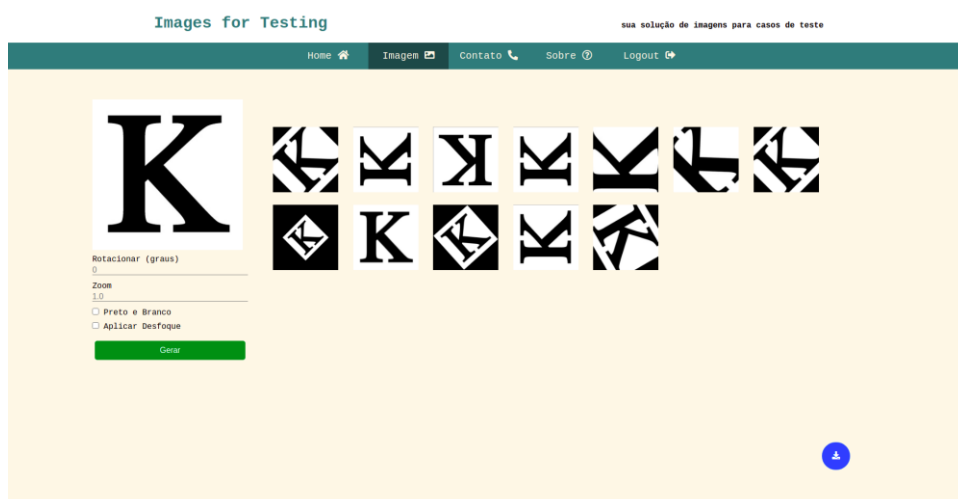 Images for Testing
sua solução de imagens para casos de teste
Home Imagem Contato Sobre Logout
K
K K K K K K K
K K K K K
Rotacionar (graus)
0
Zoom
1.0
Preto e Branco
Aplicar Desfoque
Gerar